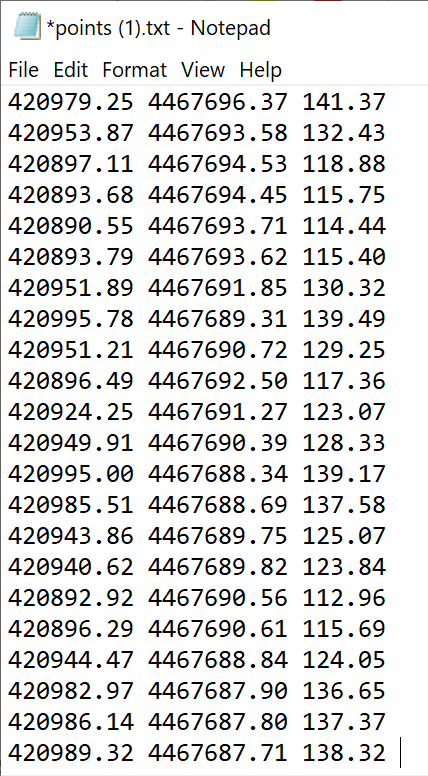 *points (1).txt - Notepad
File Edit Format View Help
420979.25 4467696.37 141.37
420953.87 4467693.58 132.43
420897.11 4467694.53 118.88
420893.68 4467694.45 115.75
420890.55 4467693.71 114.44
420893.79 4467693.62 115.40
420951.89 4467691.85 130.32
420995.78 4467689.31 139.49
420951.21 4467690.72 129.25
420896.49 4467692.50 117.36
420924.25 4467691.27 123.07
420949.91 4467690.39 128.33
420995.00 4467688.34 139.17
420985.51 4467688.69 137.58
420943.86 4467689.75 125.07
420940.62 4467689.82 123.84
420892.92 4467690.56 112.96
420896.29 4467690.61 115.69
420944.47 4467688.84 124.05
420982.97 4467687.90 136.65
420986.14 4467687.80 137.37
420989.32 4467687.71 138.32